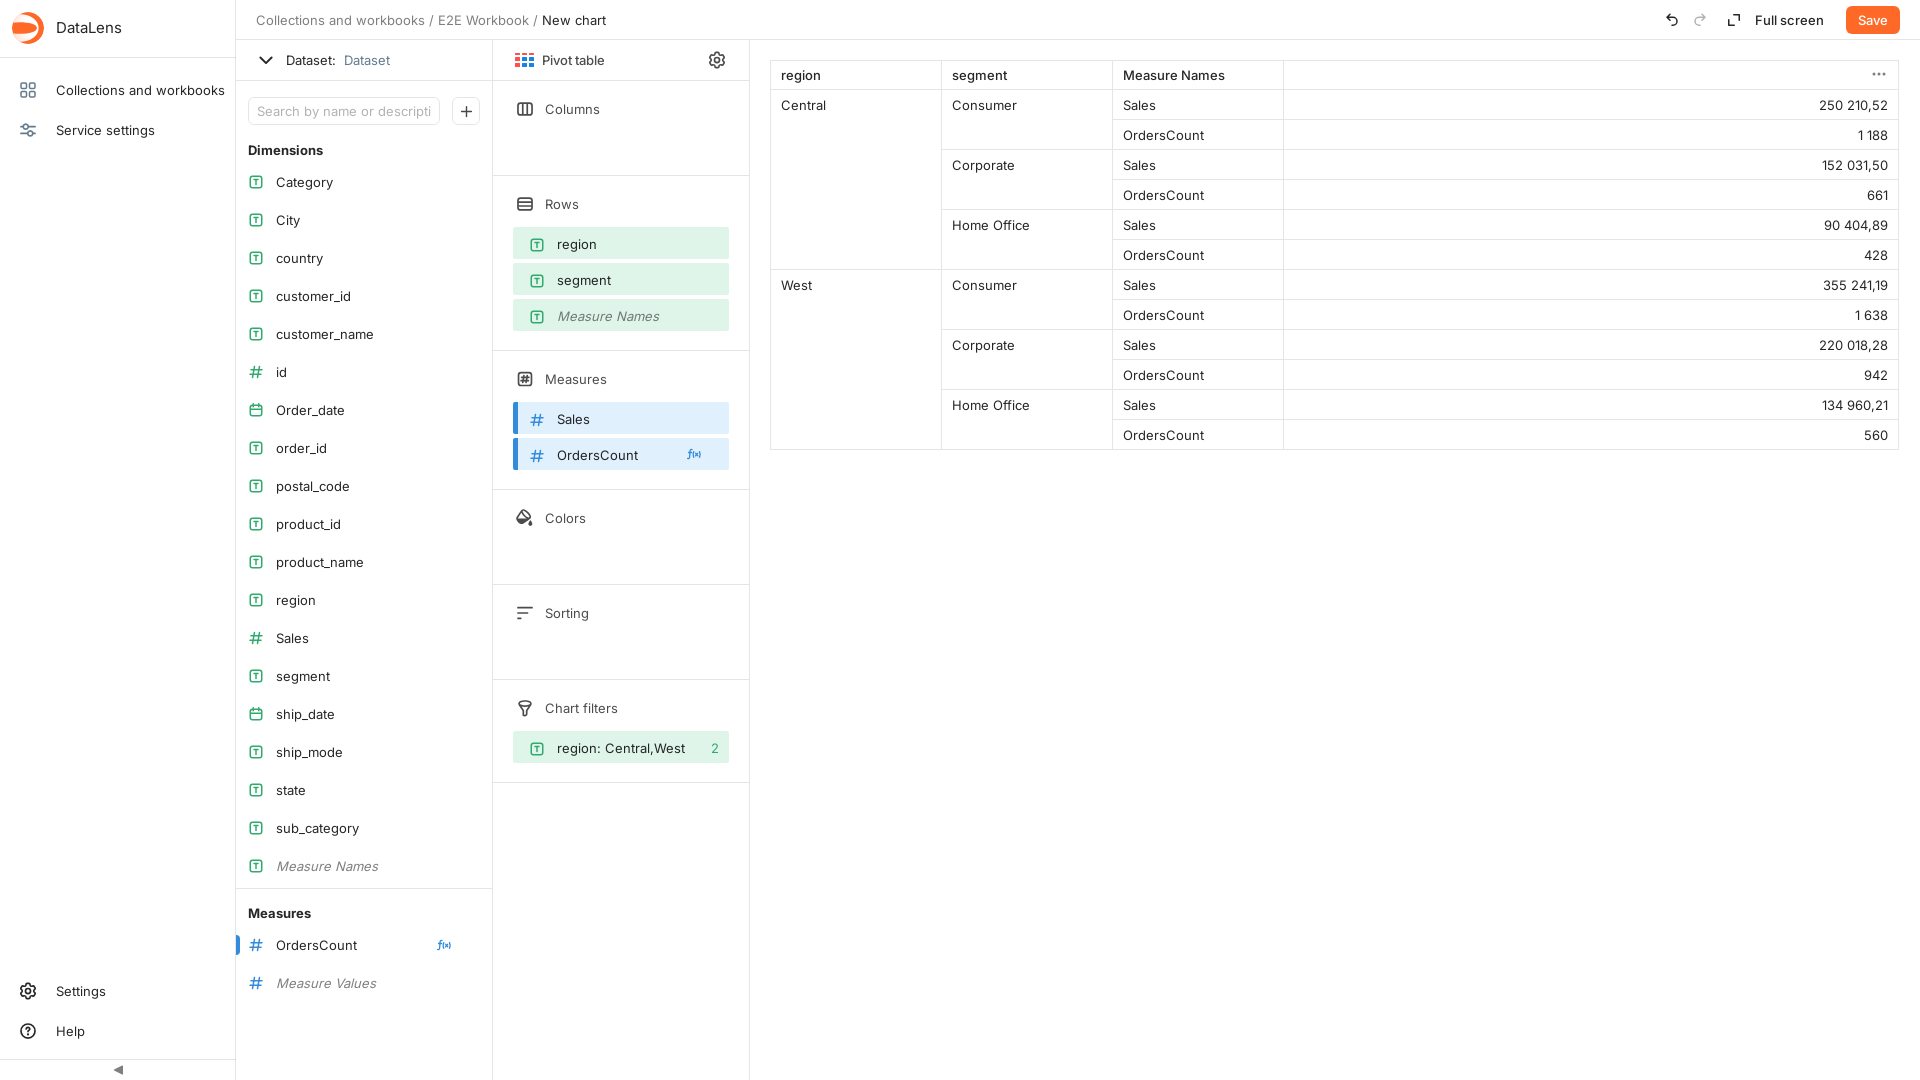 DataLens
Collections and workbooks
Service settings
Settings
Help
Collections and workbooks / E2E Workbook / New chart
Full screen
Save
Dataset: Dataset
Search by name or descripti
Dimensions
Category
City
country
customer_id
customer_name
id
Order_date
order_id
postal_code
product_id
product_name
region
Sales
segment
ship_date
ship_mode
state
sub_category
Measure Names
Measures
OrdersCount f(x)
Measure Values
Pivot table
Columns
Rows
region
segment
Measure Names
Measures
Sales
OrdersCount f(x)
Colors
Sorting
Chart filters
region: Central,West 2
region segment Measure Names
Central Consumer Sales 250 210,52
OrdersCount 1 188
Corporate Sales 152 031,50
OrdersCount 661
Home Office Sales 90 404,89
OrdersCount 428
West Consumer Sales 355 241,19
OrdersCount 1 638
Corporate Sales 220 018,28
OrdersCount 942
Home Office Sales 134 960,21
OrdersCount 560